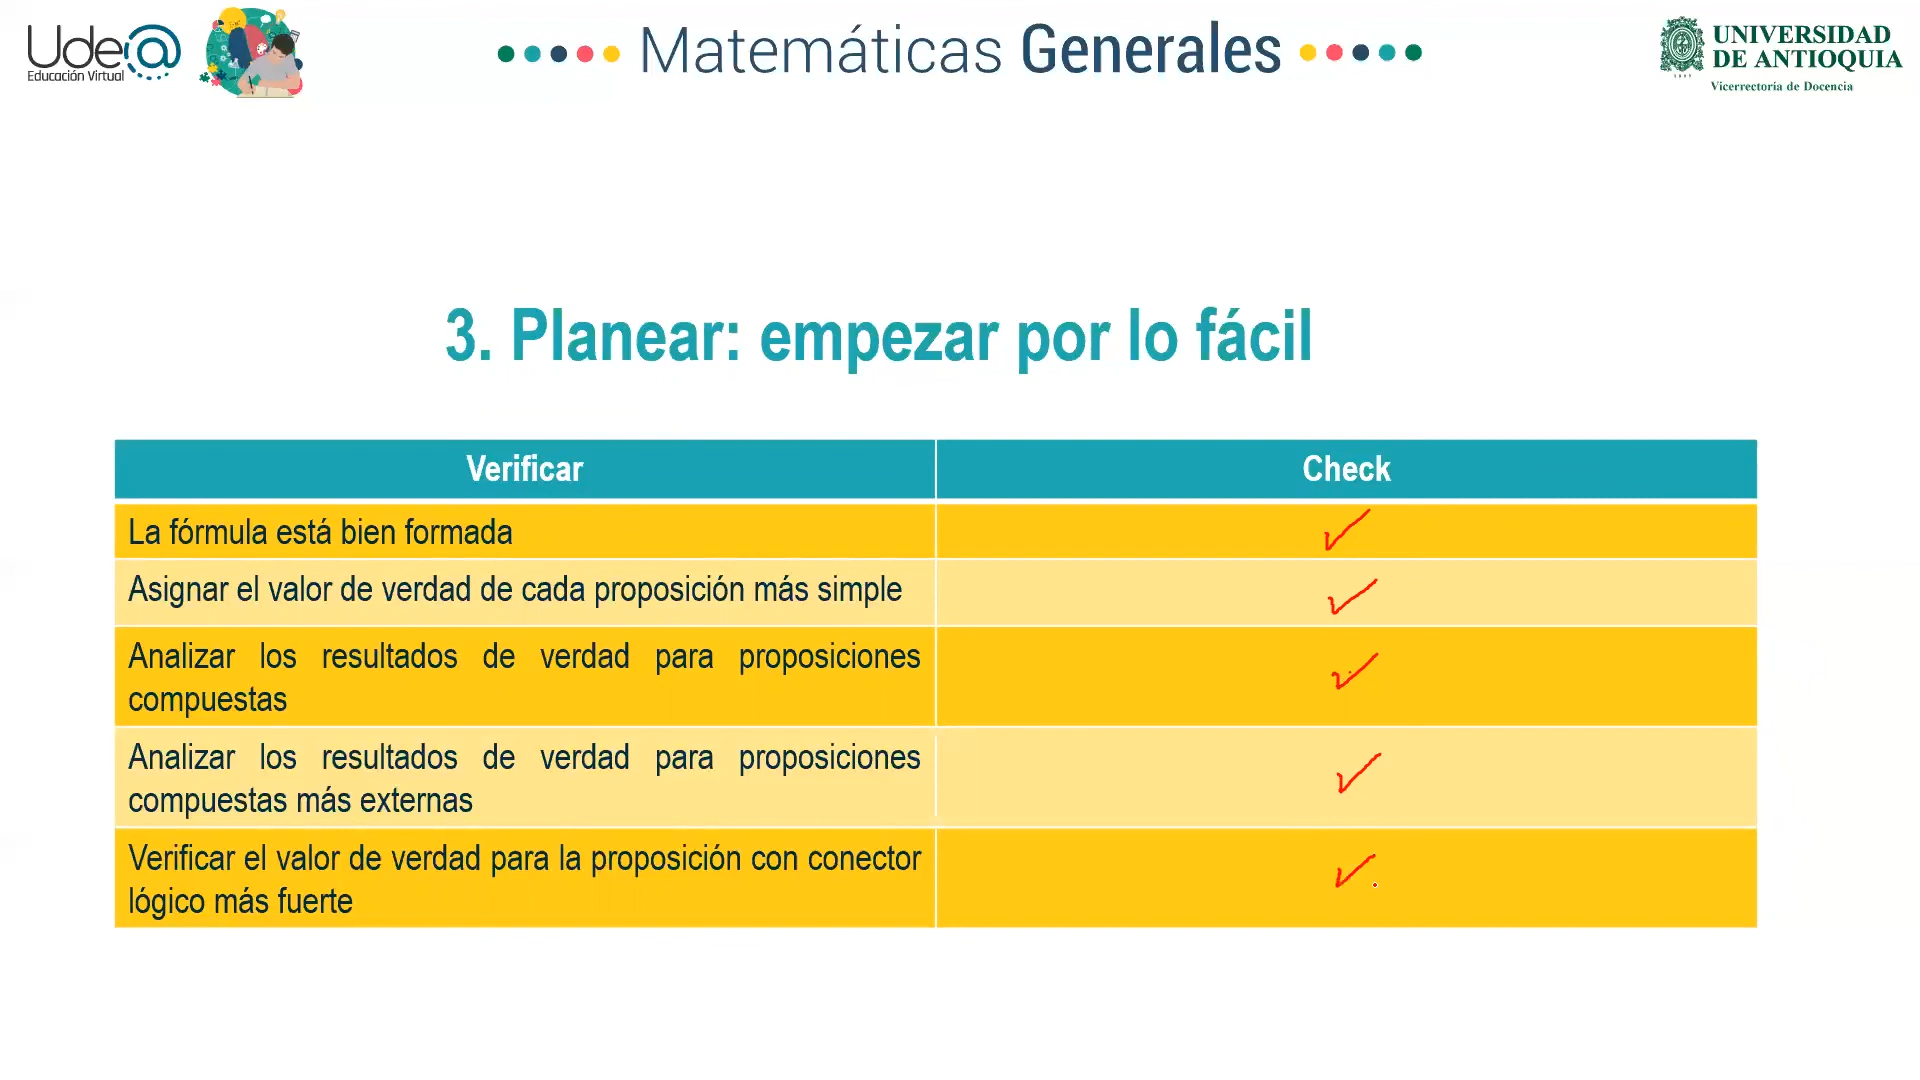 Ude@
Educación Virtual
Matemáticas Generales
UNIVERSIDAD
DE ANTIOQUIA
1803
Vicerrectoría de Docencia
3. Planear: empezar por lo fácil
Verificar
Check
La fórmula está bien formada
Asignar el valor de verdad de cada proposición más simple
Analizar los resultados de verdad para proposiciones
compuestas
Analizar los resultados de verdad para proposiciones
compuestas más externas
Verificar el valor de verdad para la proposición con conector
lógico más fuerte